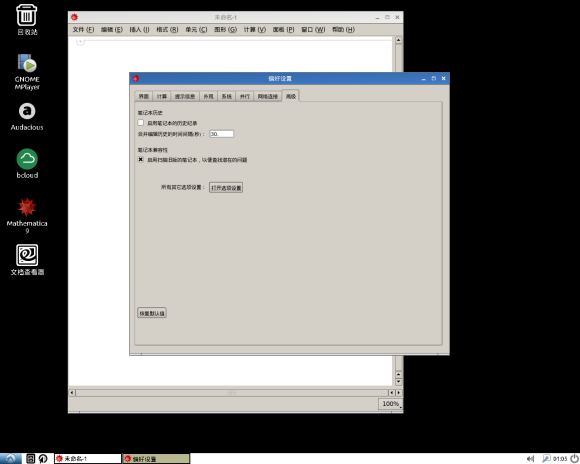 回收站
GNOME
MPlayer
Audacious
bcloud
Mathematica
9
文档查看器
未命名-1
文件 (F) 编辑 (E) 插入 (I) 格式 (R) 单元 (C) 图形 (G) 计算 (V) 面板 (P) 窗口 (W) 帮助 (H)
偏好设置
界面 计算 提示信息 外观 系统 并行 网络连接 高级
笔记本历史
启用笔记本的历史纪录
合并编辑历史的时间间隔(秒)： 30.
笔记本兼容性
启用扫描旧版的笔记本，以便查找潜在的问题
所有其它选项设置： 打开选项设置
恢复默认值
100%
未命名-1 偏好设置 01:05